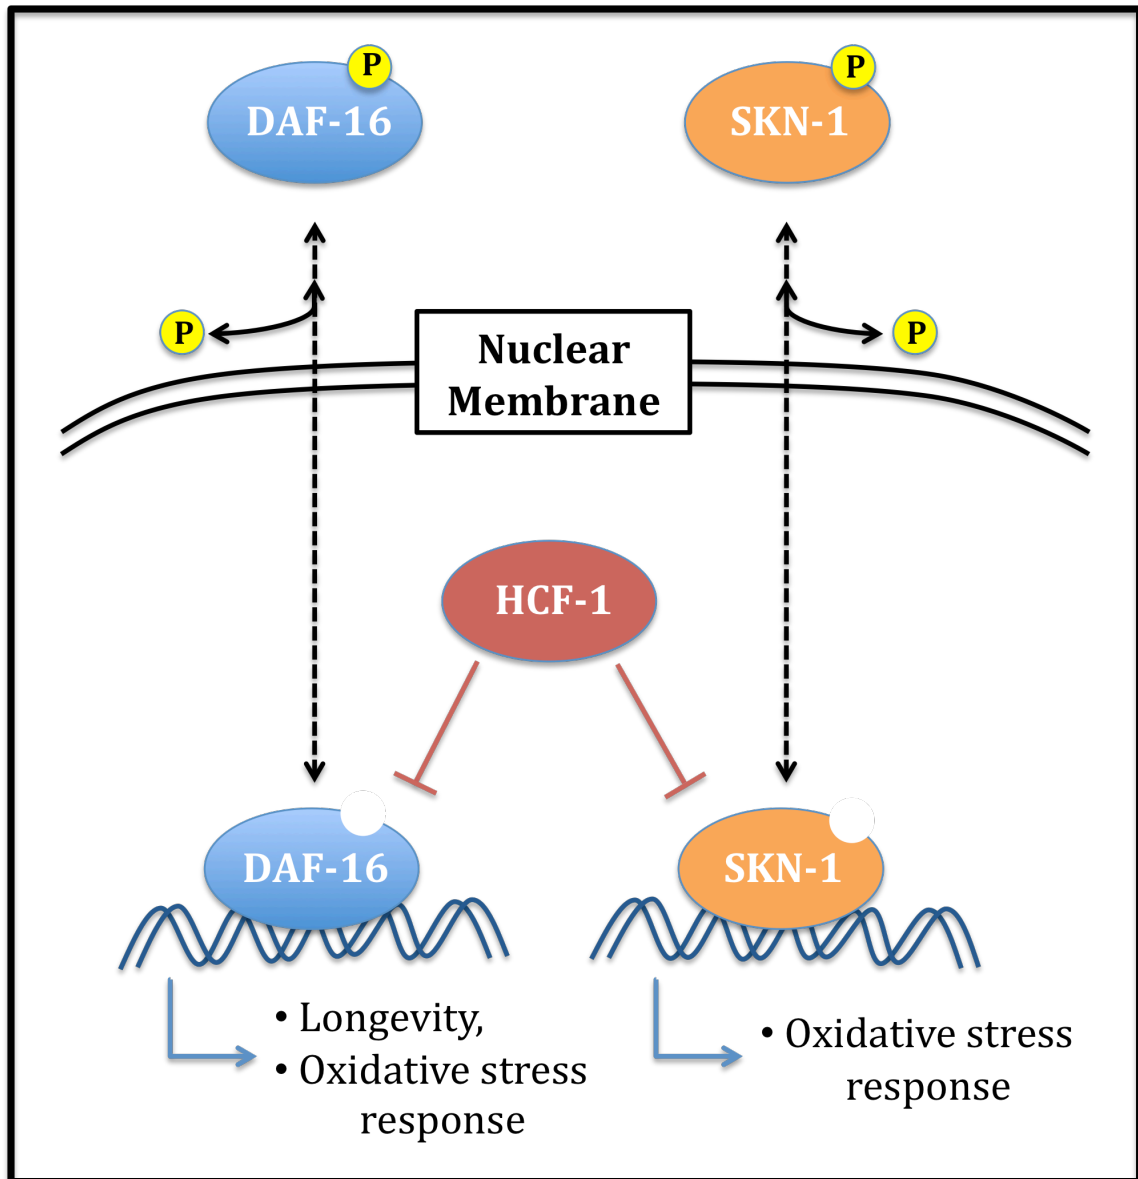 P
P
DAF-16
SKN-1
P
P
Nuclear
Membrane
HCF-1
DAF-16
SKN-1
• Longevity,
• Oxidative stress
response
• Oxidative stress
response